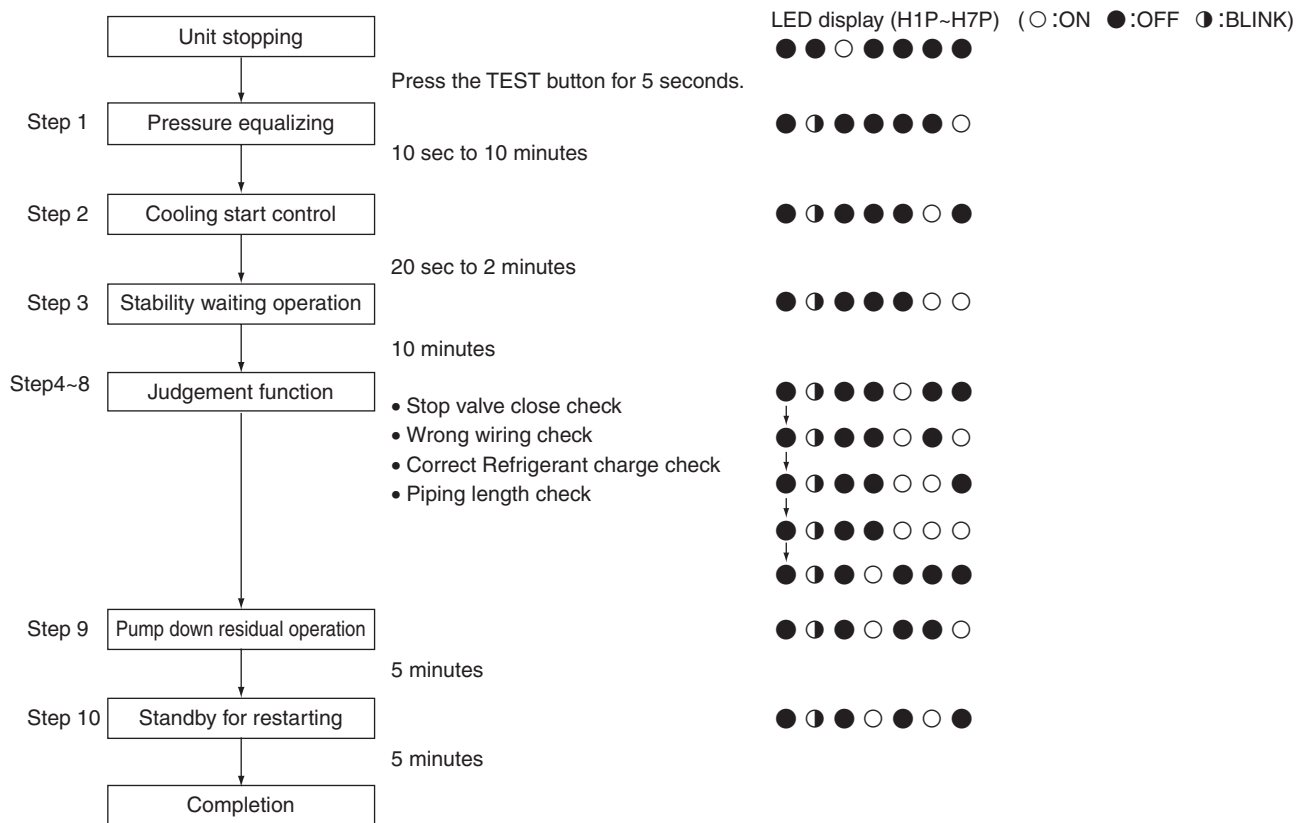 LED display (H1P~H7P) ( ○ :ON ● :OFF ◑ :BLINK)
Unit stopping
Press the TEST button for 5 seconds.
Step 1
Pressure equalizing
10 sec to 10 minutes
Step 2
Cooling start control
20 sec to 2 minutes
Step 3
Stability waiting operation
10 minutes
Step4~8
Judgement function
• Stop valve close check
• Wrong wiring check
• Correct Refrigerant charge check
• Piping length check
Step 9
Pump down residual operation
5 minutes
Step 10
Standby for restarting
5 minutes
Completion